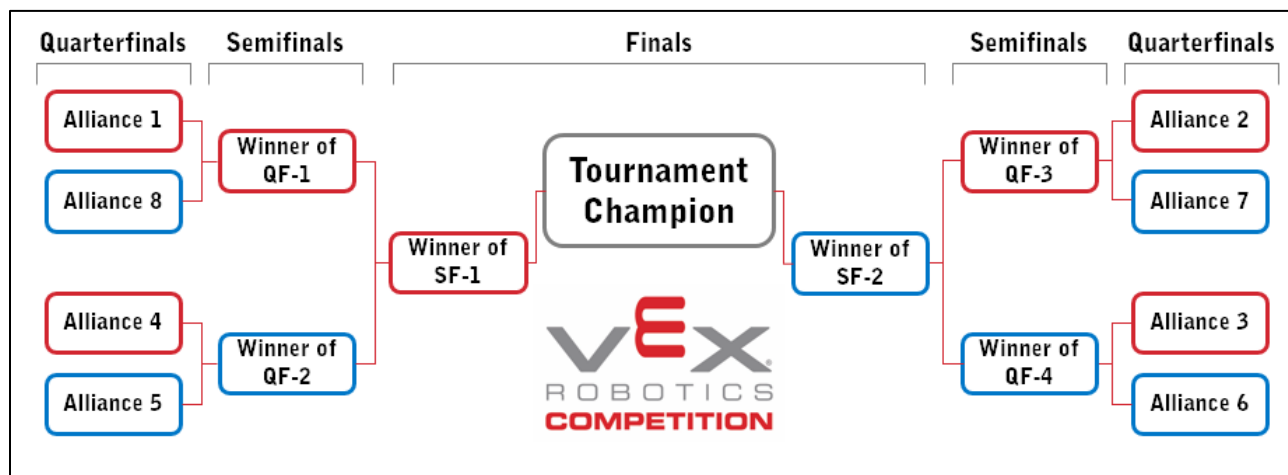 Quarterfinals
Semifinals
Finals
Semifinals
Quarterfinals
Alliance 1
Alliance 8
Alliance 4
Alliance 5
Winner of
QF-1
Winner of
QF-2
Winner of
SF-1
Tournament
Champion
Winner of
SF-2
VEX®
ROBOTICS
COMPETITION
Winner of
QF-3
Winner of
QF-4
Alliance 2
Alliance 7
Alliance 3
Alliance 6